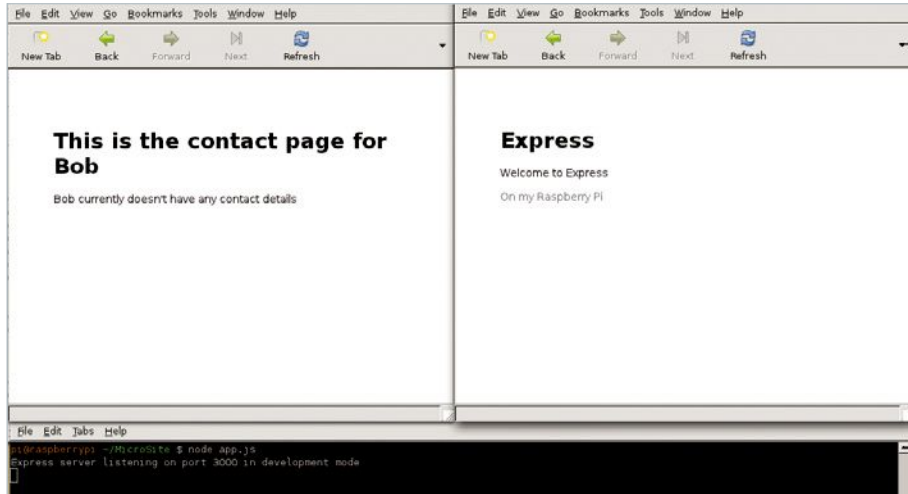 File Edit View Go Bookmarks Tools Window Help
New Tab Back Forward Next Refresh
This is the contact page for
Bob
Bob currently doesn't have any contact details
File Edit View Go Bookmarks Tools Window Help
New Tab Back Forward Next Refresh
Express
Welcome to Express
On my Raspberry Pi
File Edit Tabs Help
pi@raspberrypi ~/MicroSite $ node app.js
Express server listening on port 3000 in development mode